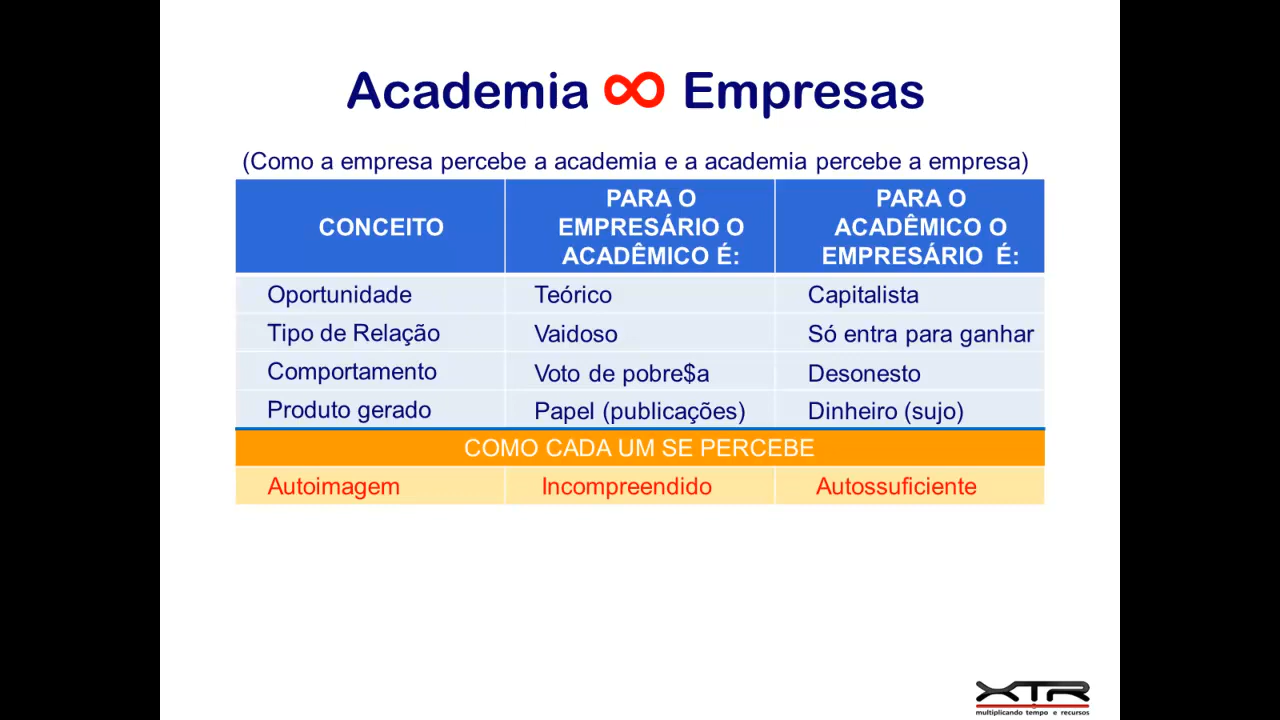 Academia ∞ Empresas
(Como a empresa percebe a academia e a academia percebe a empresa)
CONCEITO
PARA O
EMPRESÁRIO O
ACADÊMICO É:
PARA O
ACADÊMICO O
EMPRESÁRIO É:
Oportunidade Teórico Capitalista
Tipo de Relação Vaidoso Só entra para ganhar
Comportamento Voto de pobre$a Desonesto
Produto gerado Papel (publicações) Dinheiro (sujo)
COMO CADA UM SE PERCEBE
Autoimagem Incompreendido Autossuficiente
XTR
multiplicando tempo e recursos